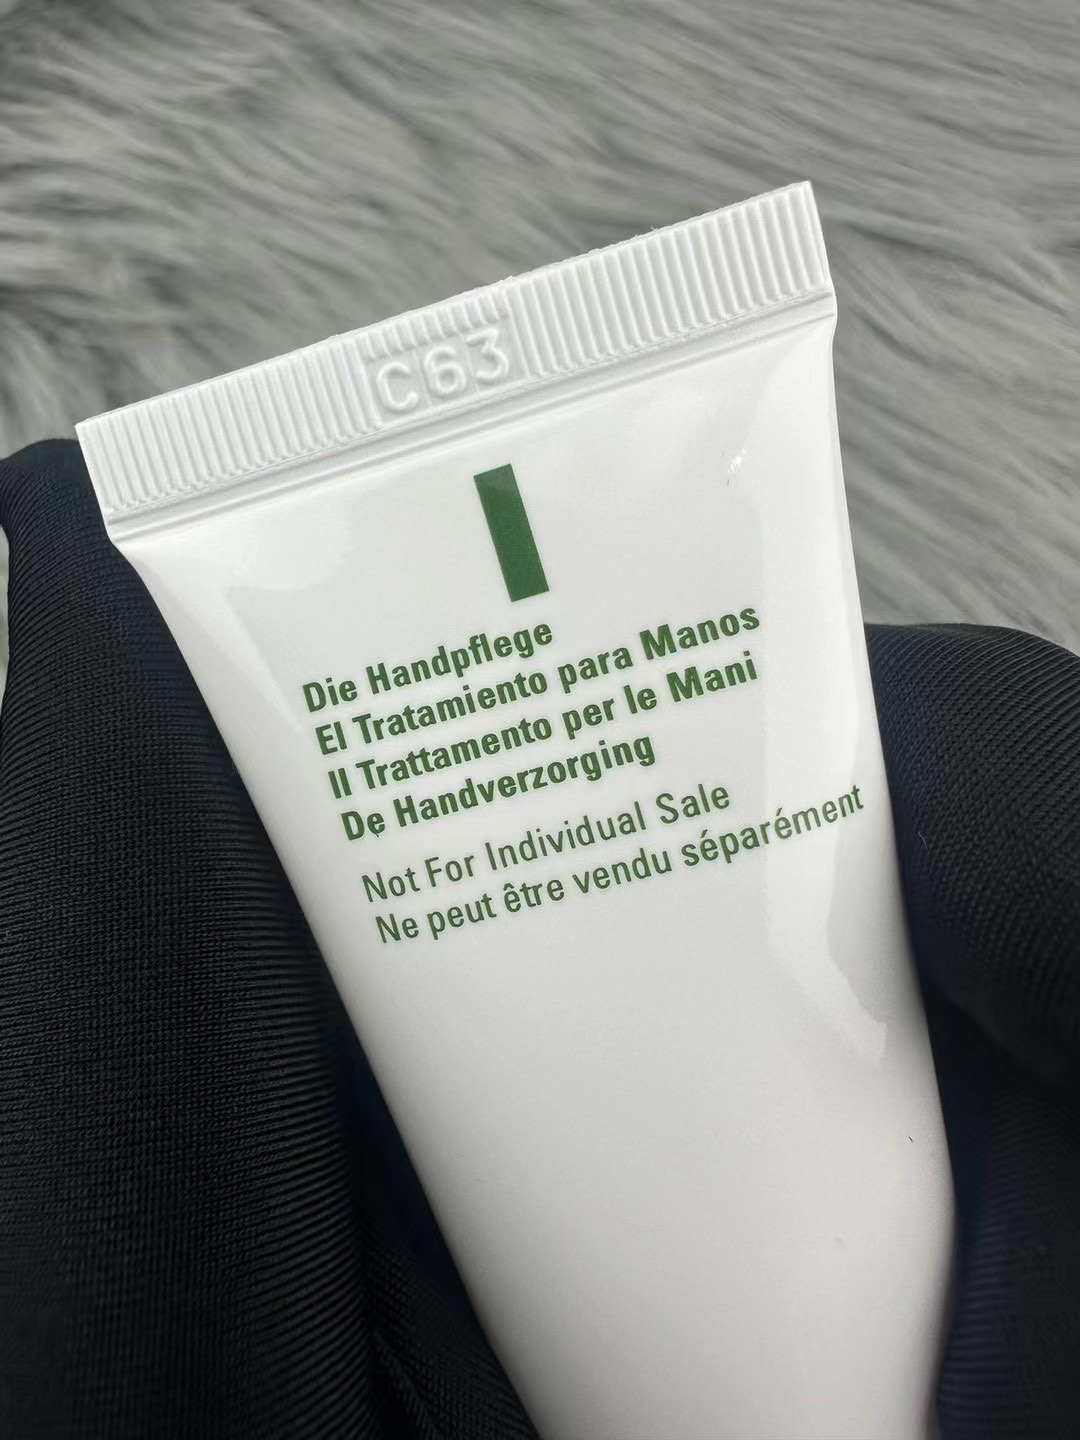 C63
Die Handpflege
El Tratamiento para Manos
Il Trattamento per le Mani
De Handverzorging
Not For Individual Sale
Ne peut être vendu séparément